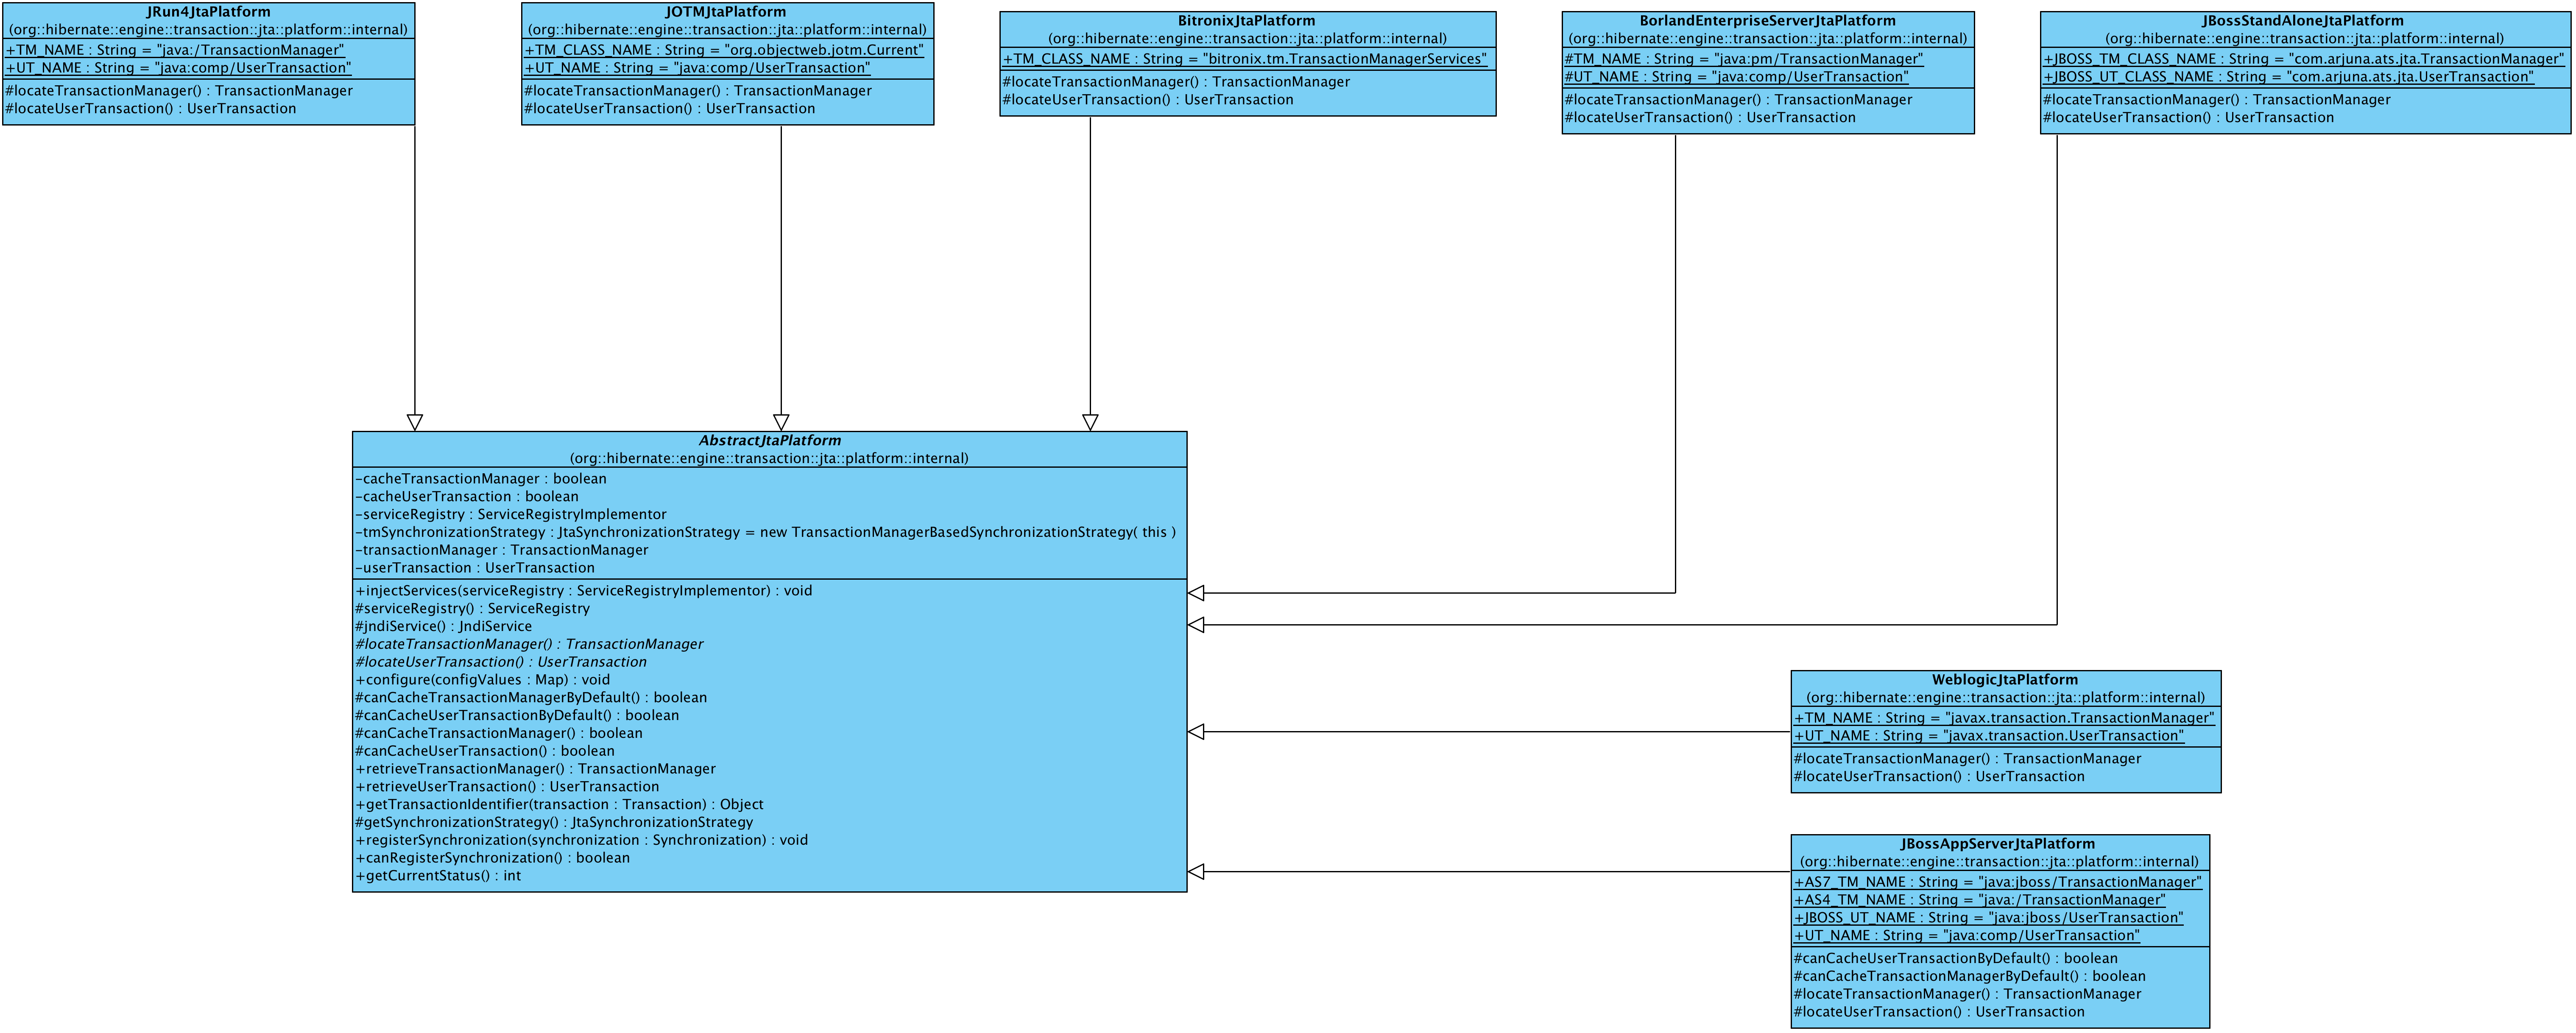 JRun4JtaPlatform
(org::hibernate::engine::transaction::jta::platform::internal)
+TM_NAME : String = "java:/TransactionManager"
+UT_NAME : String = "java:comp/UserTransaction"
#locateTransactionManager() : TransactionManager
#locateUserTransaction() : UserTransaction
JOTMJtaPlatform
(org::hibernate::engine::transaction::jta::platform::internal)
+TM_CLASS_NAME : String = "org.objectweb.jotm.Current"
+UT_NAME : String = "java:comp/UserTransaction"
#locateTransactionManager() : TransactionManager
#locateUserTransaction() : UserTransaction
BitronixJtaPlatform
(org::hibernate::engine::transaction::jta::platform::internal)
+TM_CLASS_NAME : String = "bitronix.tm.TransactionManagerServices"
#locateTransactionManager() : TransactionManager
#locateUserTransaction() : UserTransaction
BorlandEnterpriseServerJtaPlatform
(org::hibernate::engine::transaction::jta::platform::internal)
#TM_NAME : String = "java:pm/TransactionManager"
#UT_NAME : String = "java:comp/UserTransaction"
#locateTransactionManager() : TransactionManager
#locateUserTransaction() : UserTransaction
JBossStandAloneJtaPlatform
(org::hibernate::engine::transaction::jta::platform::internal)
+JBOSS_TM_CLASS_NAME : String = "com.arjuna.ats.jta.TransactionManager"
+JBOSS_UT_CLASS_NAME : String = "com.arjuna.ats.jta.UserTransaction"
#locateTransactionManager() : TransactionManager
#locateUserTransaction() : UserTransaction
AbstractJtaPlatform
(org::hibernate::engine::transaction::jta::platform::internal)
-cacheTransactionManager : boolean
-cacheUserTransaction : boolean
-serviceRegistry : ServiceRegistryImplementor
-tmSynchronizationStrategy : JtaSynchronizationStrategy = new TransactionManagerBasedSynchronizationStrategy( this )
-transactionManager : TransactionManager
-userTransaction : UserTransaction
+injectServices(serviceRegistry : ServiceRegistryImplementor) : void
#serviceRegistry() : ServiceRegistry
#jndiService() : JndiService
#locateTransactionManager() : TransactionManager
#locateUserTransaction() : UserTransaction
+configure(configValues : Map) : void
#canCacheTransactionManagerByDefault() : boolean
#canCacheUserTransactionByDefault() : boolean
#canCacheTransactionManager() : boolean
#canCacheUserTransaction() : boolean
+retrieveTransactionManager() : TransactionManager
+retrieveUserTransaction() : UserTransaction
+getTransactionIdentifier(transaction : Transaction) : Object
#getSynchronizationStrategy() : JtaSynchronizationStrategy
+registerSynchronization(synchronization : Synchronization) : void
+canRegisterSynchronization() : boolean
+getCurrentStatus() : int
WeblogicJtaPlatform
(org::hibernate::engine::transaction::jta::platform::internal)
+TM_NAME : String = "javax.transaction.TransactionManager"
+UT_NAME : String = "javax.transaction.UserTransaction"
#locateTransactionManager() : TransactionManager
#locateUserTransaction() : UserTransaction
JBossAppServerJtaPlatform
(org::hibernate::engine::transaction::jta::platform::internal)
+AS7_TM_NAME : String = "java:jboss/TransactionManager"
+AS4_TM_NAME : String = "java:/TransactionManager"
+JBOSS_UT_NAME : String = "java:jboss/UserTransaction"
+UT_NAME : String = "java:comp/UserTransaction"
#canCacheUserTransactionByDefault() : boolean
#canCacheTransactionManagerByDefault() : boolean
#locateTransactionManager() : TransactionManager
#locateUserTransaction() : UserTransaction